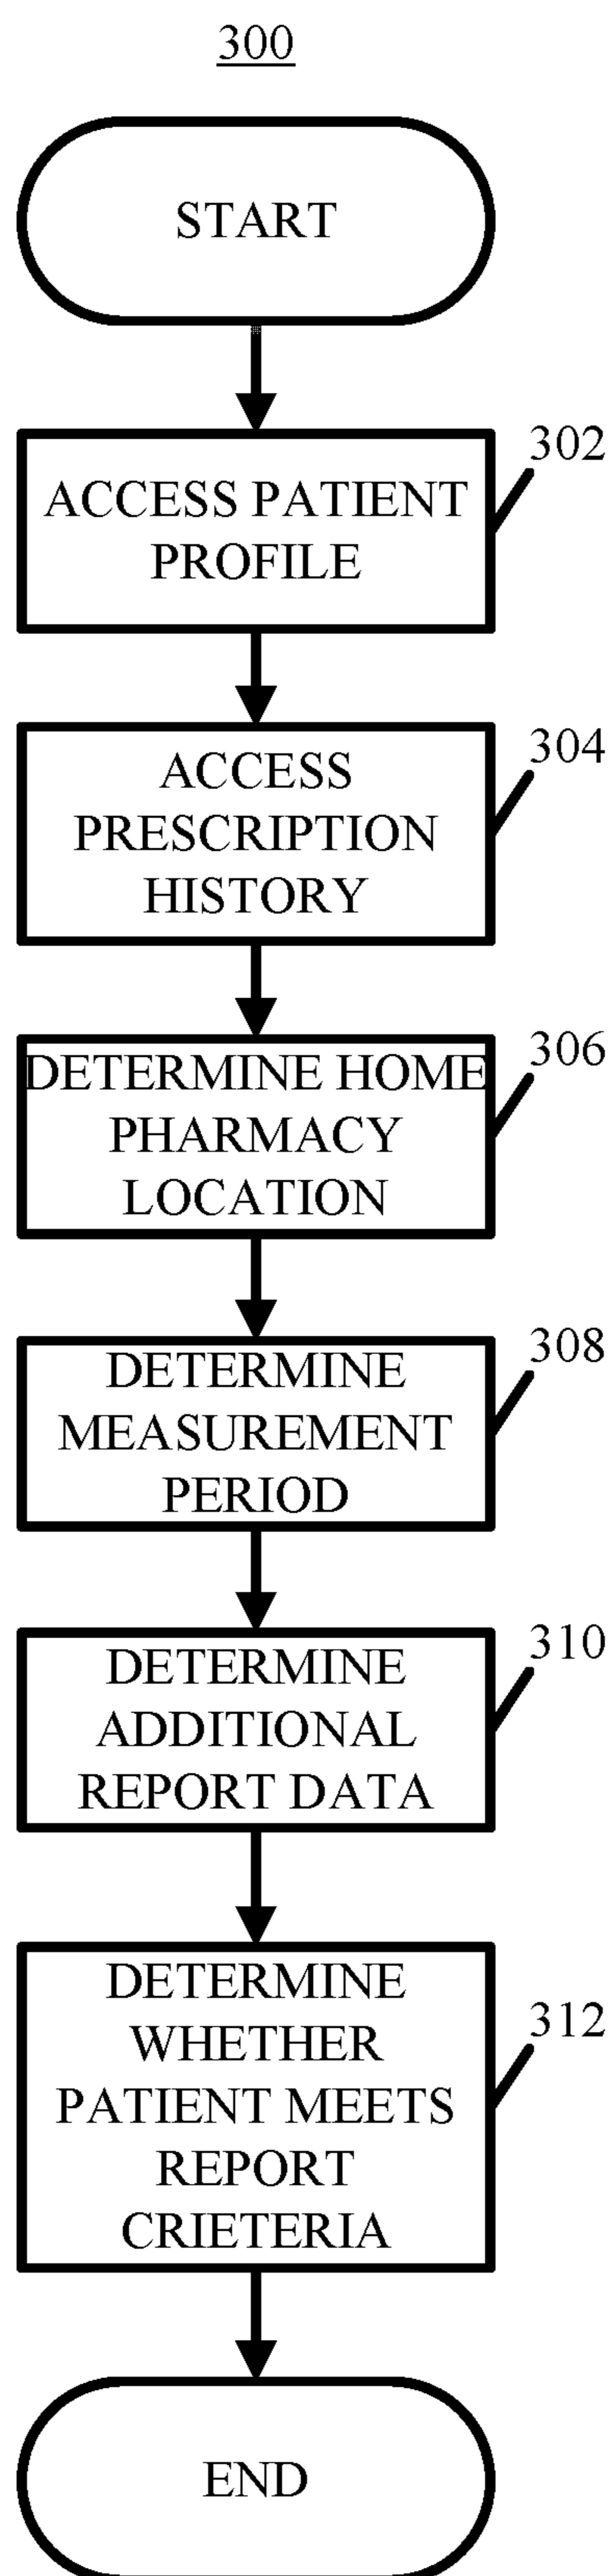 300
START
302
ACCESS PATIENT
PROFILE
304
ACCESS
PRESCRIPTION
HISTORY
306
DETERMINE HOME
PHARMACY
LOCATION
308
DETERMINE
MEASUREMENT
PERIOD
310
DETERMINE
ADDITIONAL
REPORT DATA
312
DETERMINE
WHETHER
PATIENT MEETS
REPORT
CRIETERIA
END